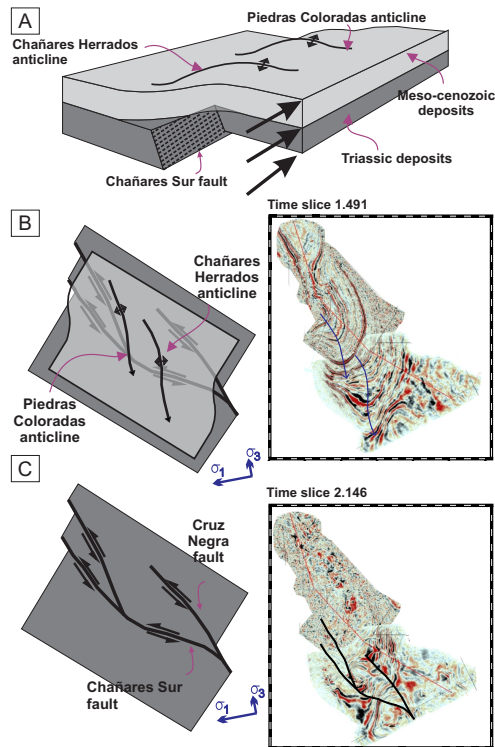 A
Piedras Coloradas anticline
Chañares Herrados
anticline
Meso-cenozoic
deposits
Triassic deposits
Chañares Sur fault
Time slice 1.491
B
Chañares
Herrados
anticline
Piedras
Coloradas
anticline
σ3
σ1
C
Time slice 2.146
Cruz
Negra
fault
Chañares Sur
fault
σ3
σ1